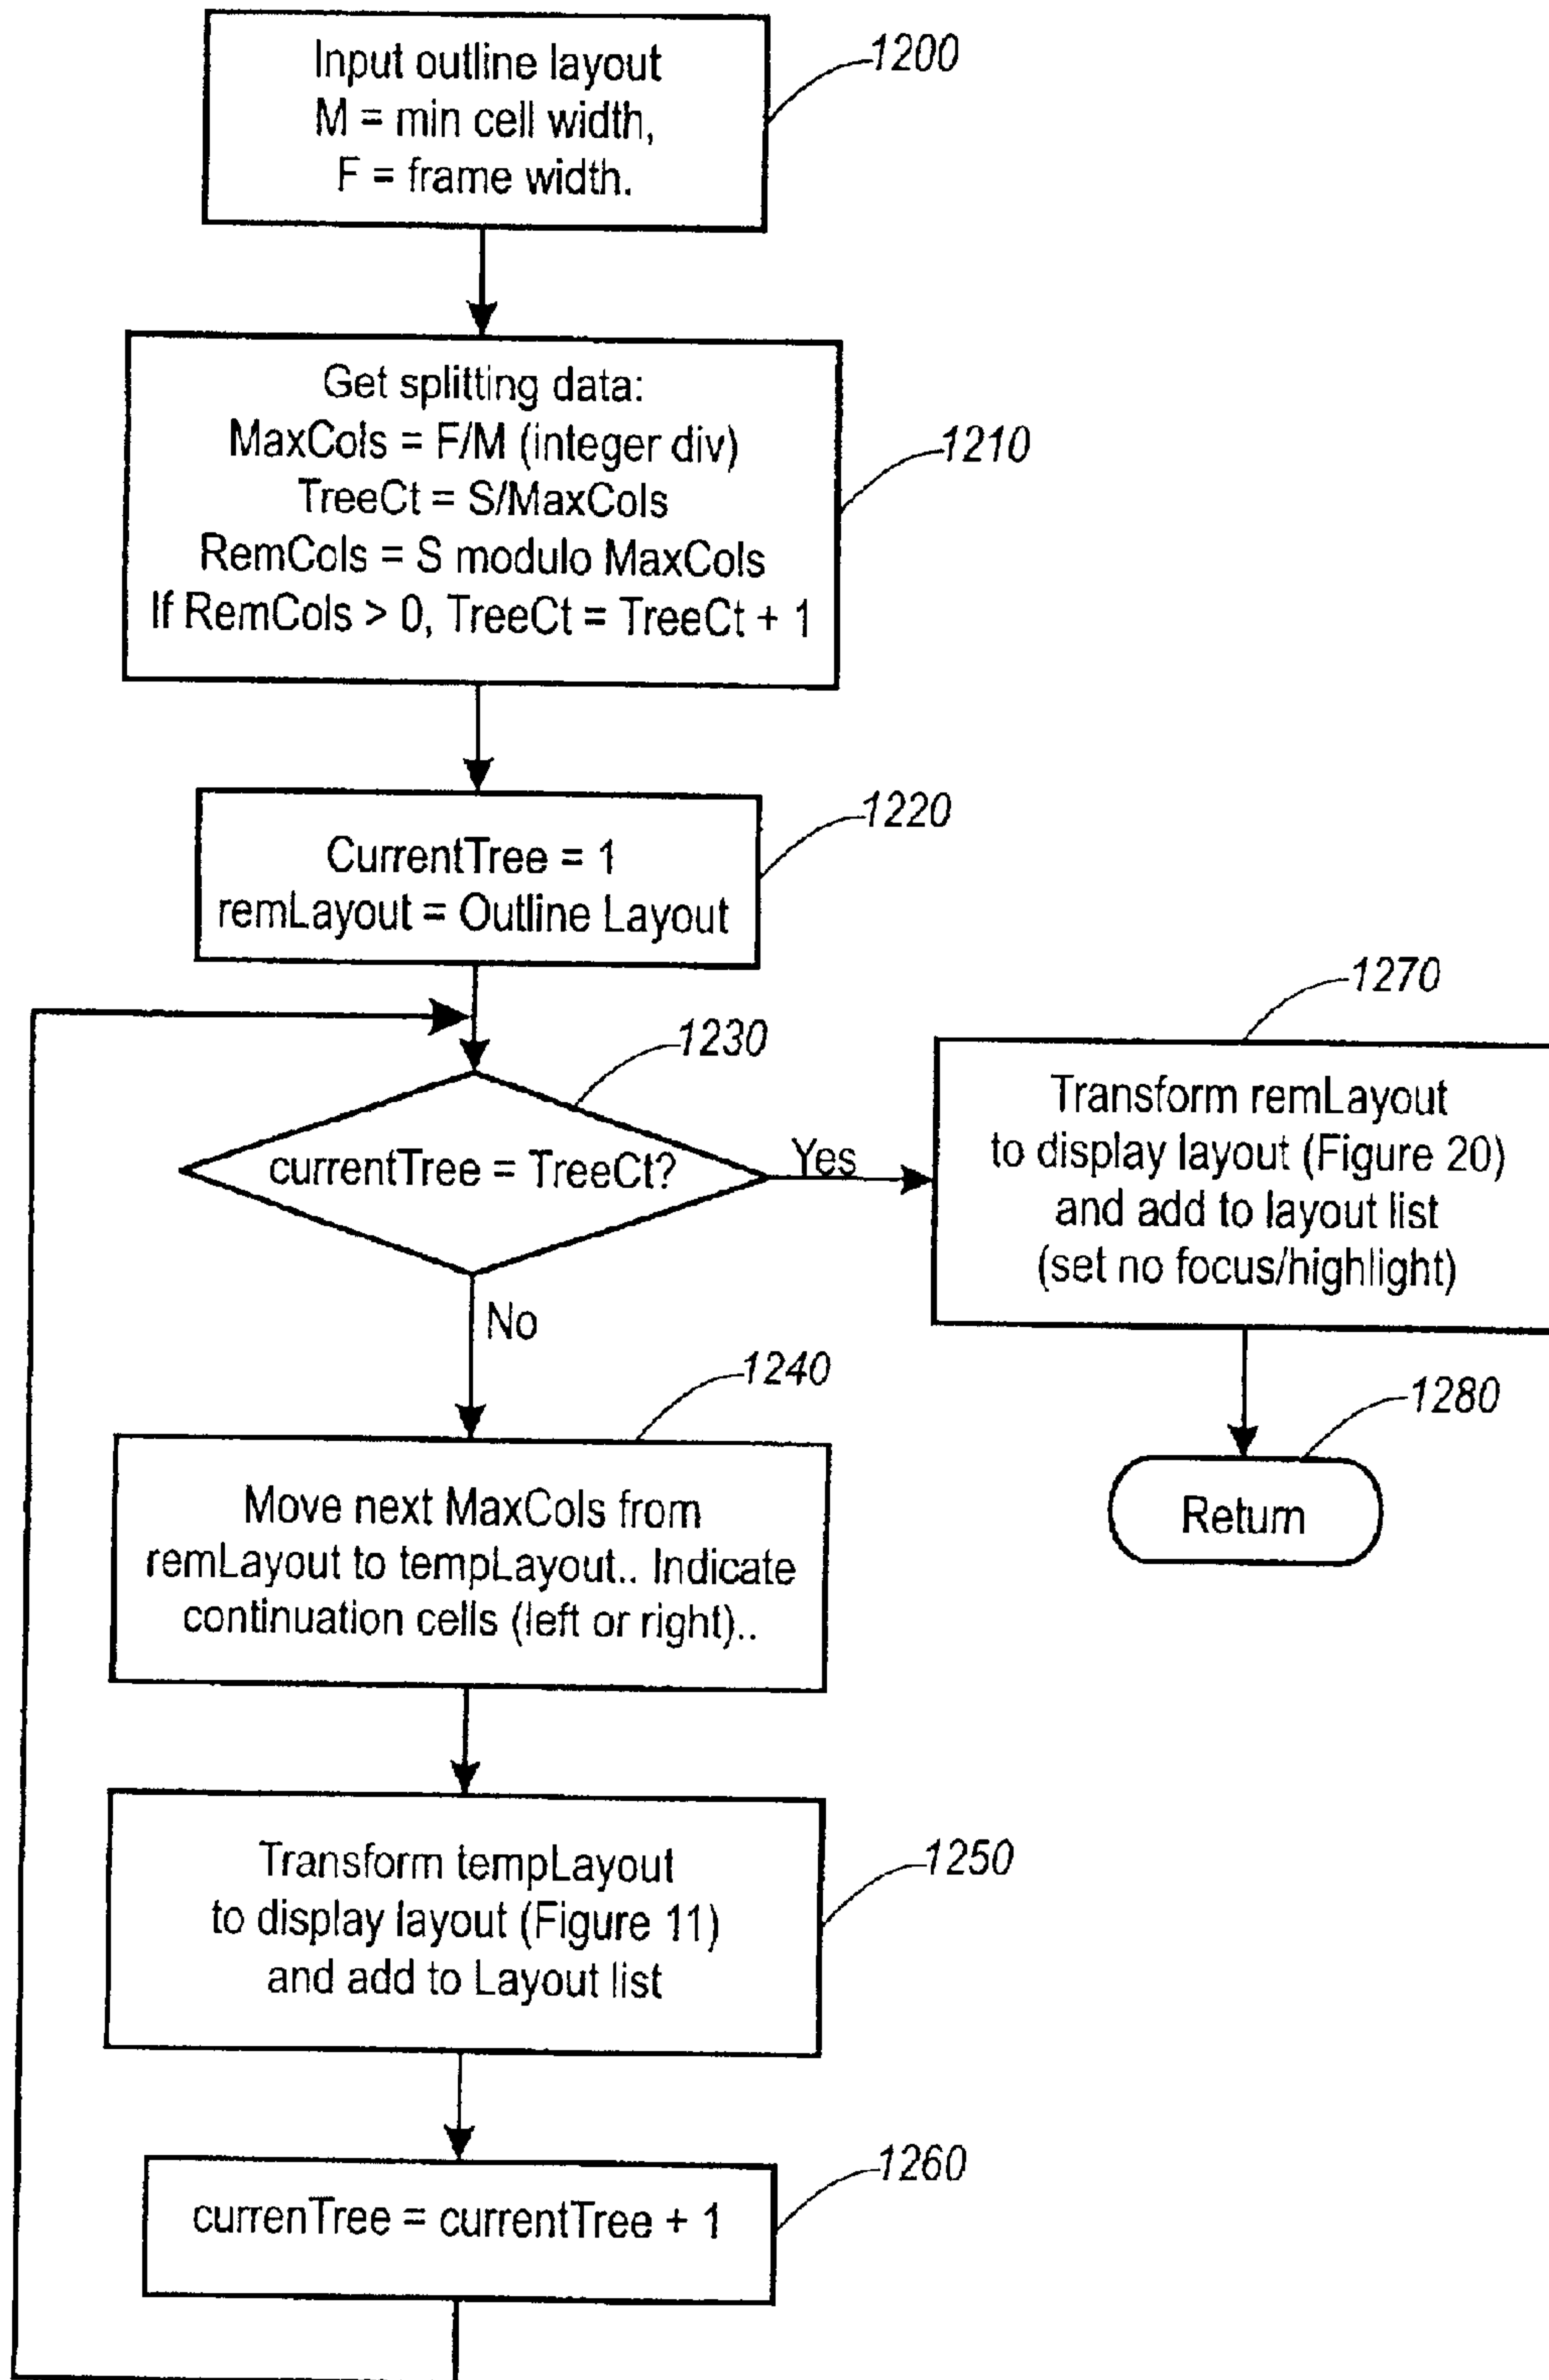 Input outline layout
M = min cell width,
F = frame width.
1200
Get splitting data:
MaxCols = F/M (integer div)
TreeCt = S/MaxCols
RemCols = S modulo MaxCols
If RemCols > 0, TreeCt = TreeCt + 1
1210
CurrentTree = 1
remLayout = Outline Layout
1220
currentTree = TreeCt?
1230
Yes
No
Transform remLayout
to display layout (Figure 20)
and add to layout list
(set no focus/highlight)
1270
Return
1280
Move next MaxCols from
remLayout to tempLayout.. Indicate
continuation cells (left or right)..
1240
Transform tempLayout
to display layout (Figure 11)
and add to Layout list
1250
currenTree = currentTree + 1
1260